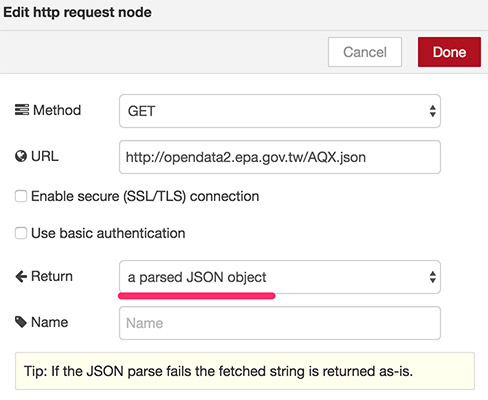 Edit http request node
Cancel Done
Method GET
URL http://opendata2.epa.gov.tw/AQX.json
Enable secure (SSL/TLS) connection
Use basic authentication
Return a parsed JSON object
Name Name
Tip: If the JSON parse fails the fetched string is returned as-is.